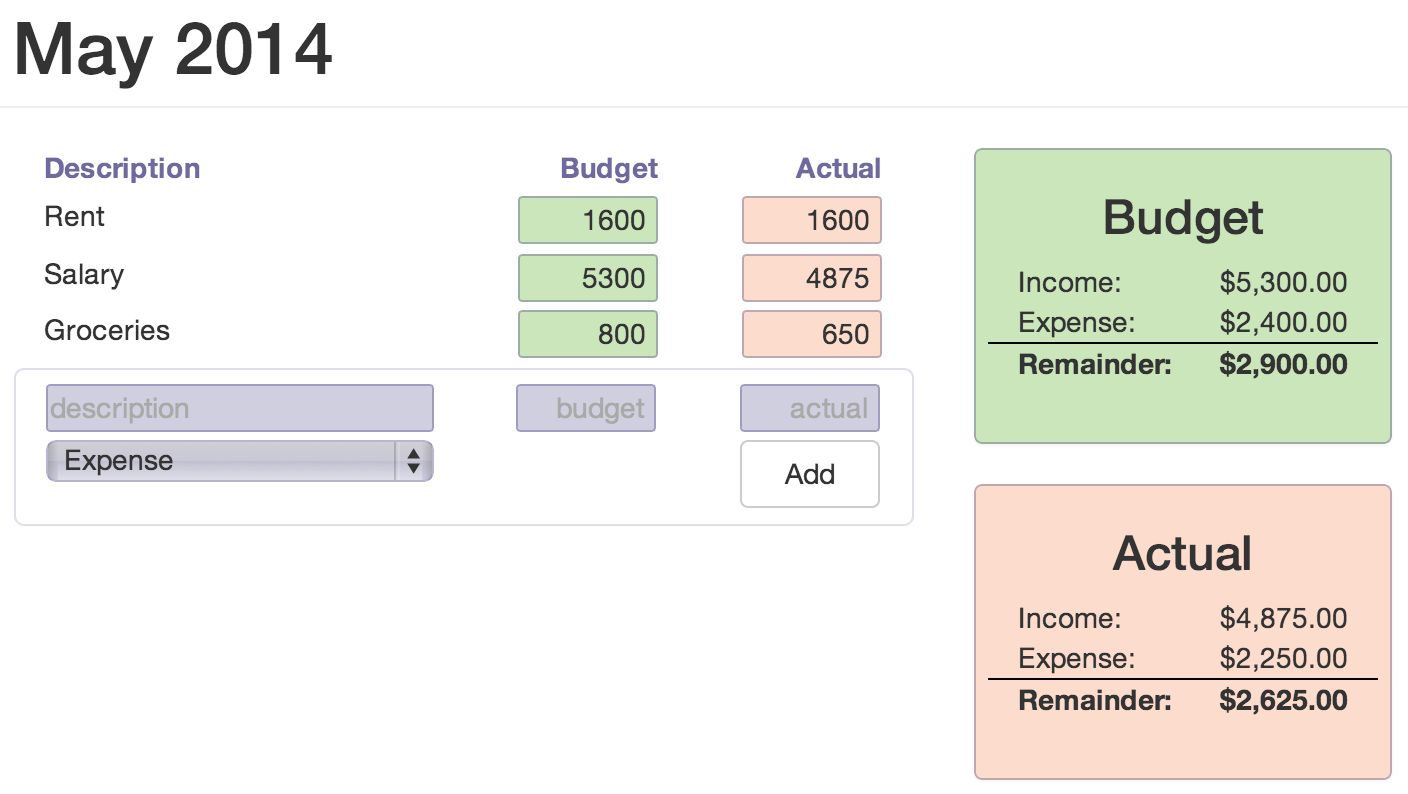 May 2014
Description Budget Actual
Rent 1600 1600
Salary 5300 4875
Groceries 800 650
description budget actual
Expense
Add
Budget
Income: $5,300.00
Expense: $2,400.00
Remainder: $2,900.00
Actual
Income: $4,875.00
Expense: $2,250.00
Remainder: $2,625.00